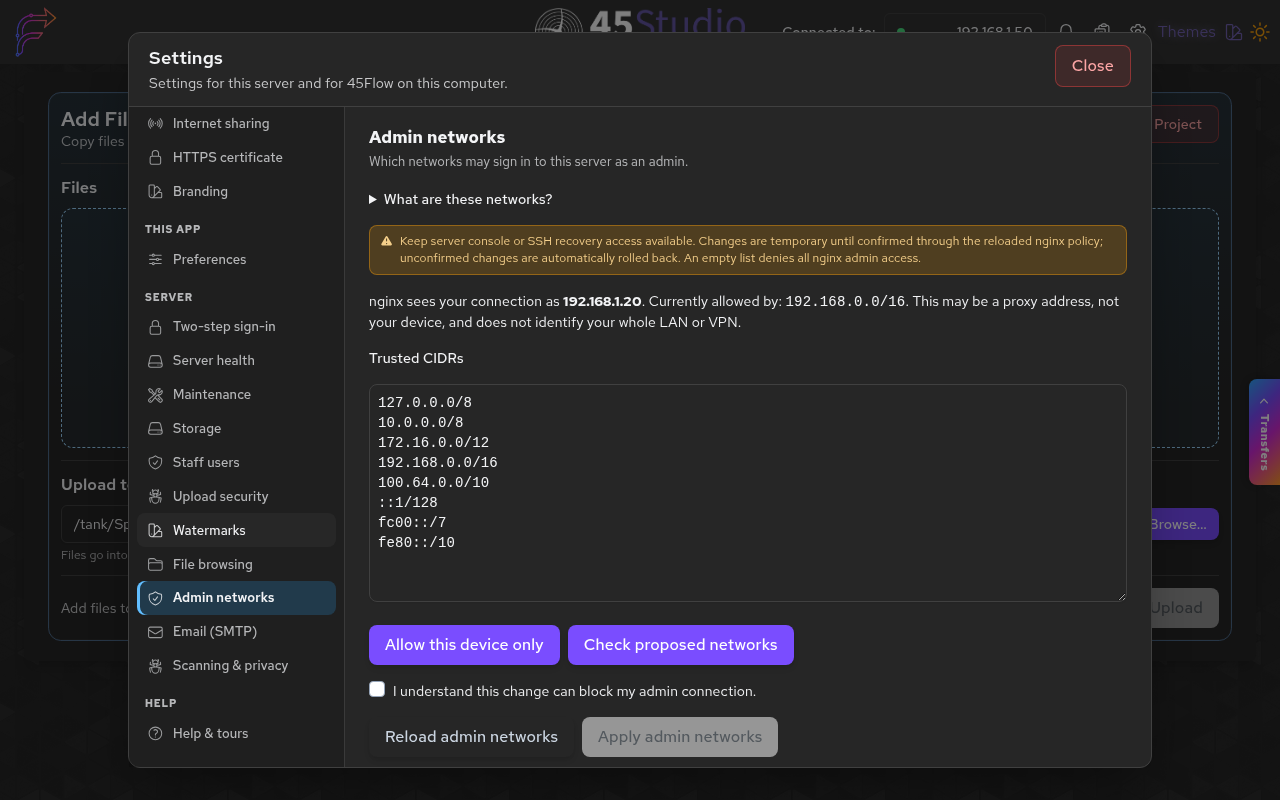 45Studio
Connected to:
192.168.1.50
Themes
Settings
Settings for this server and for 45Flow on this computer.
Close
Add Fil
Copy files
Project
Files
Upload to
/tank/Sp
Browse...
Files go into
Add files to
Upload
Transfers
Internet sharing
HTTPS certificate
Branding
THIS APP
Preferences
SERVER
Two-step sign-in
Server health
Maintenance
Storage
Staff users
Upload security
Watermarks
File browsing
Admin networks
Email (SMTP)
Scanning & privacy
HELP
Help & tours
Admin networks
Which networks may sign in to this server as an admin.
What are these networks?
Keep server console or SSH recovery access available. Changes are temporary until confirmed through the reloaded nginx policy;
unconfirmed changes are automatically rolled back. An empty list denies all nginx admin access.
nginx sees your connection as 192.168.1.20. Currently allowed by: 192.168.0.0/16. This may be a proxy address, not
your device, and does not identify your whole LAN or VPN.
Trusted CIDRs
127.0.0.0/8
10.0.0.0/8
172.16.0.0/12
192.168.0.0/16
100.64.0.0/10
::1/128
fc00::/7
fe80::/10
Allow this device only
Check proposed networks
I understand this change can block my admin connection.
Reload admin networks
Apply admin networks